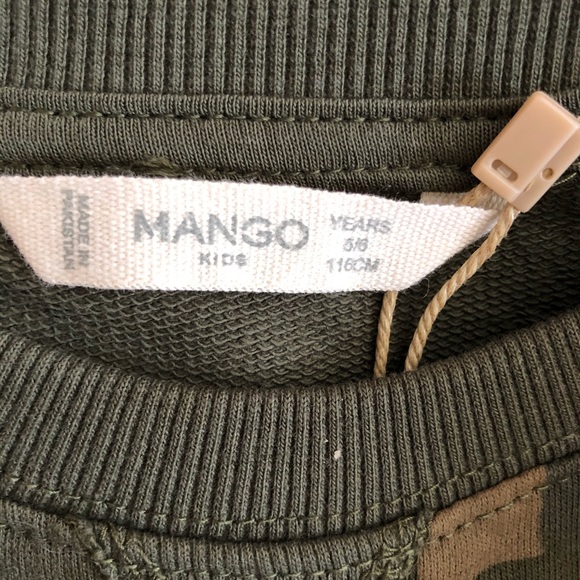 MADE IN
PAKISTAN
MANGO
KIDS
YEARS
5/6
116CM